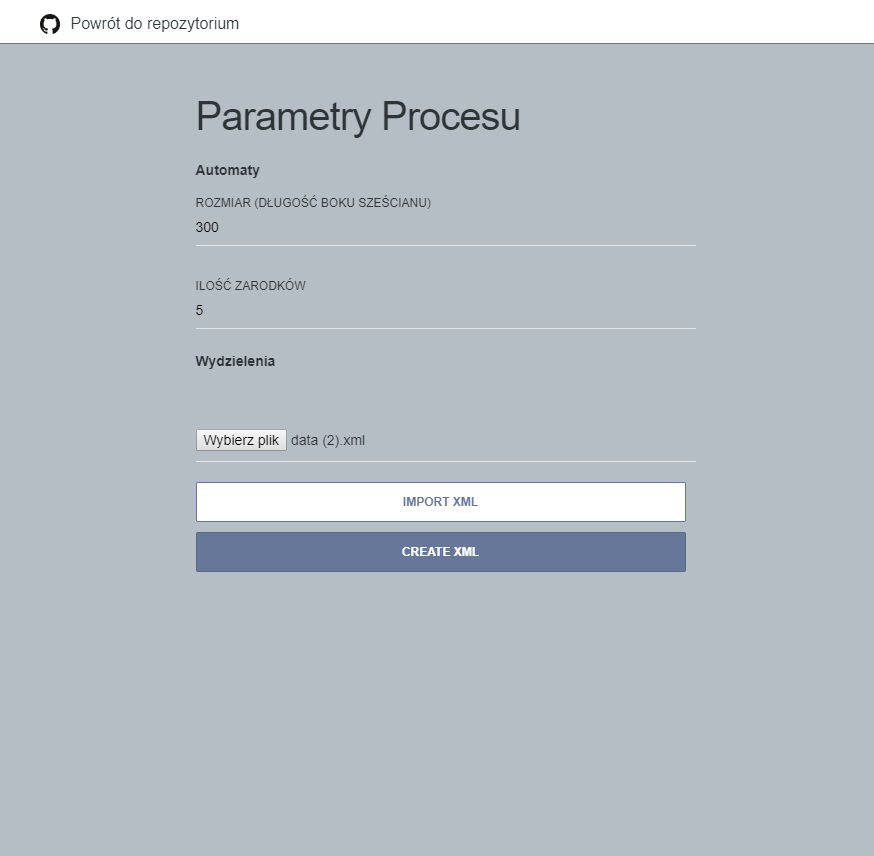 Powrót do repozytorium
Parametry Procesu
Automaty
ROZMIAR (DŁUGOŚĆ BOKU SZEŚCIANU)
300
ILOŚĆ ZARODKÓW
5
Wydzielenia
Wybierz plik data (2).xml
IMPORT XML
CREATE XML